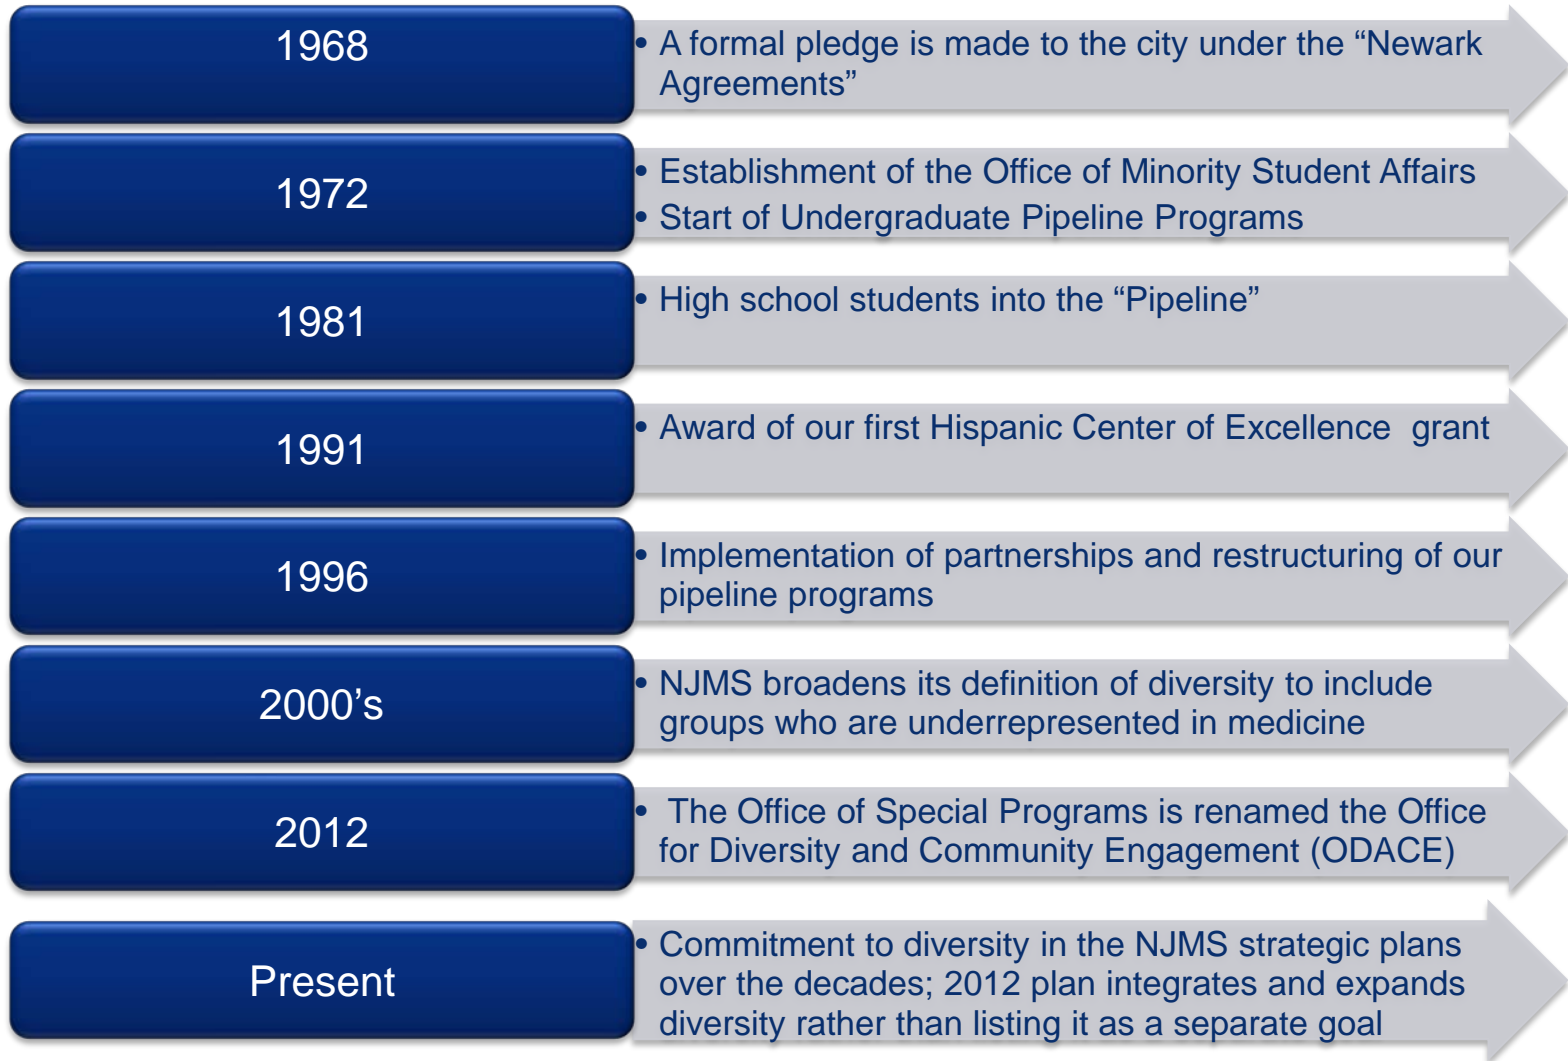 1968
• A formal pledge is made to the city under the “Newark
Agreements”
1972
• Establishment of the Office of Minority Student Affairs
• Start of Undergraduate Pipeline Programs
1981
• High school students into the “Pipeline”
1991
• Award of our first Hispanic Center of Excellence  grant
1996
• Implementation of partnerships and restructuring of our
pipeline programs
2000’s
• NJMS broadens its definition of diversity to include
groups who are underrepresented in medicine
2012
• The Office of Special Programs is renamed the Office
for Diversity and Community Engagement (ODACE)
Present
• Commitment to diversity in the NJMS strategic plans
over the decades; 2012 plan integrates and expands
diversity rather than listing it as a separate goal